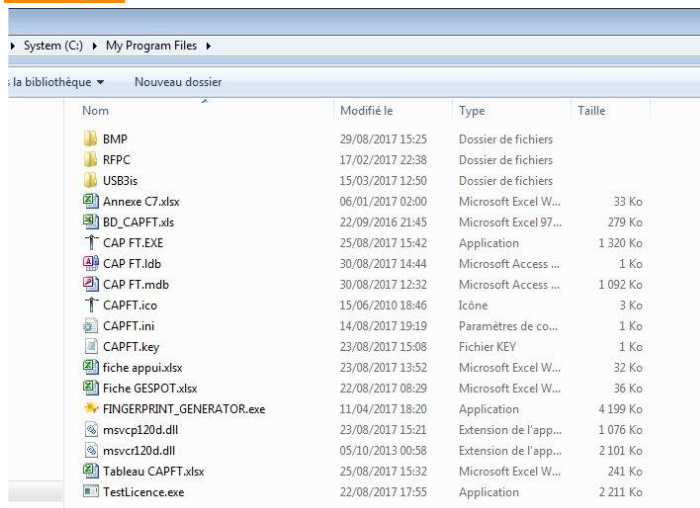 System (C:) ▸ My Program Files ▸
s la bibliothèque ▾ Nouveau dossier
Nom Modifié le Type Taille
BMP 29/08/2017 15:25 Dossier de fichiers
RFPC 17/02/2017 22:38 Dossier de fichiers
USB3is 15/03/2017 12:50 Dossier de fichiers
Annexe C7.xlsx 06/01/2017 02:00 Microsoft Excel W... 33 Ko
BD_CAPFT.xls 22/09/2016 21:45 Microsoft Excel 97... 279 Ko
CAP FT.EXE 25/08/2017 15:42 Application 1 320 Ko
CAP FT.ldb 30/08/2017 14:44 Microsoft Access ... 1 Ko
CAP FT.mdb 30/08/2017 12:32 Microsoft Access ... 1 092 Ko
CAPFT.ico 15/06/2010 18:46 Icône 3 Ko
CAPFT.ini 14/08/2017 19:19 Paramètres de co... 1 Ko
CAPFT.key 23/08/2017 15:08 Fichier KEY 1 Ko
fiche appui.xlsx 23/08/2017 13:52 Microsoft Excel W... 32 Ko
Fiche GESPOT.xlsx 22/08/2017 08:29 Microsoft Excel W... 36 Ko
FINGERPRINT_GENERATOR.exe 11/04/2017 18:20 Application 4 199 Ko
msvcp120d.dll 23/08/2017 15:21 Extension de l'app... 1 076 Ko
msvcr120d.dll 05/10/2013 00:58 Extension de l'app... 2 101 Ko
Tableau CAPFT.xlsx 25/08/2017 15:32 Microsoft Excel W... 241 Ko
TestLicence.exe 22/08/2017 17:55 Application 2 211 Ko